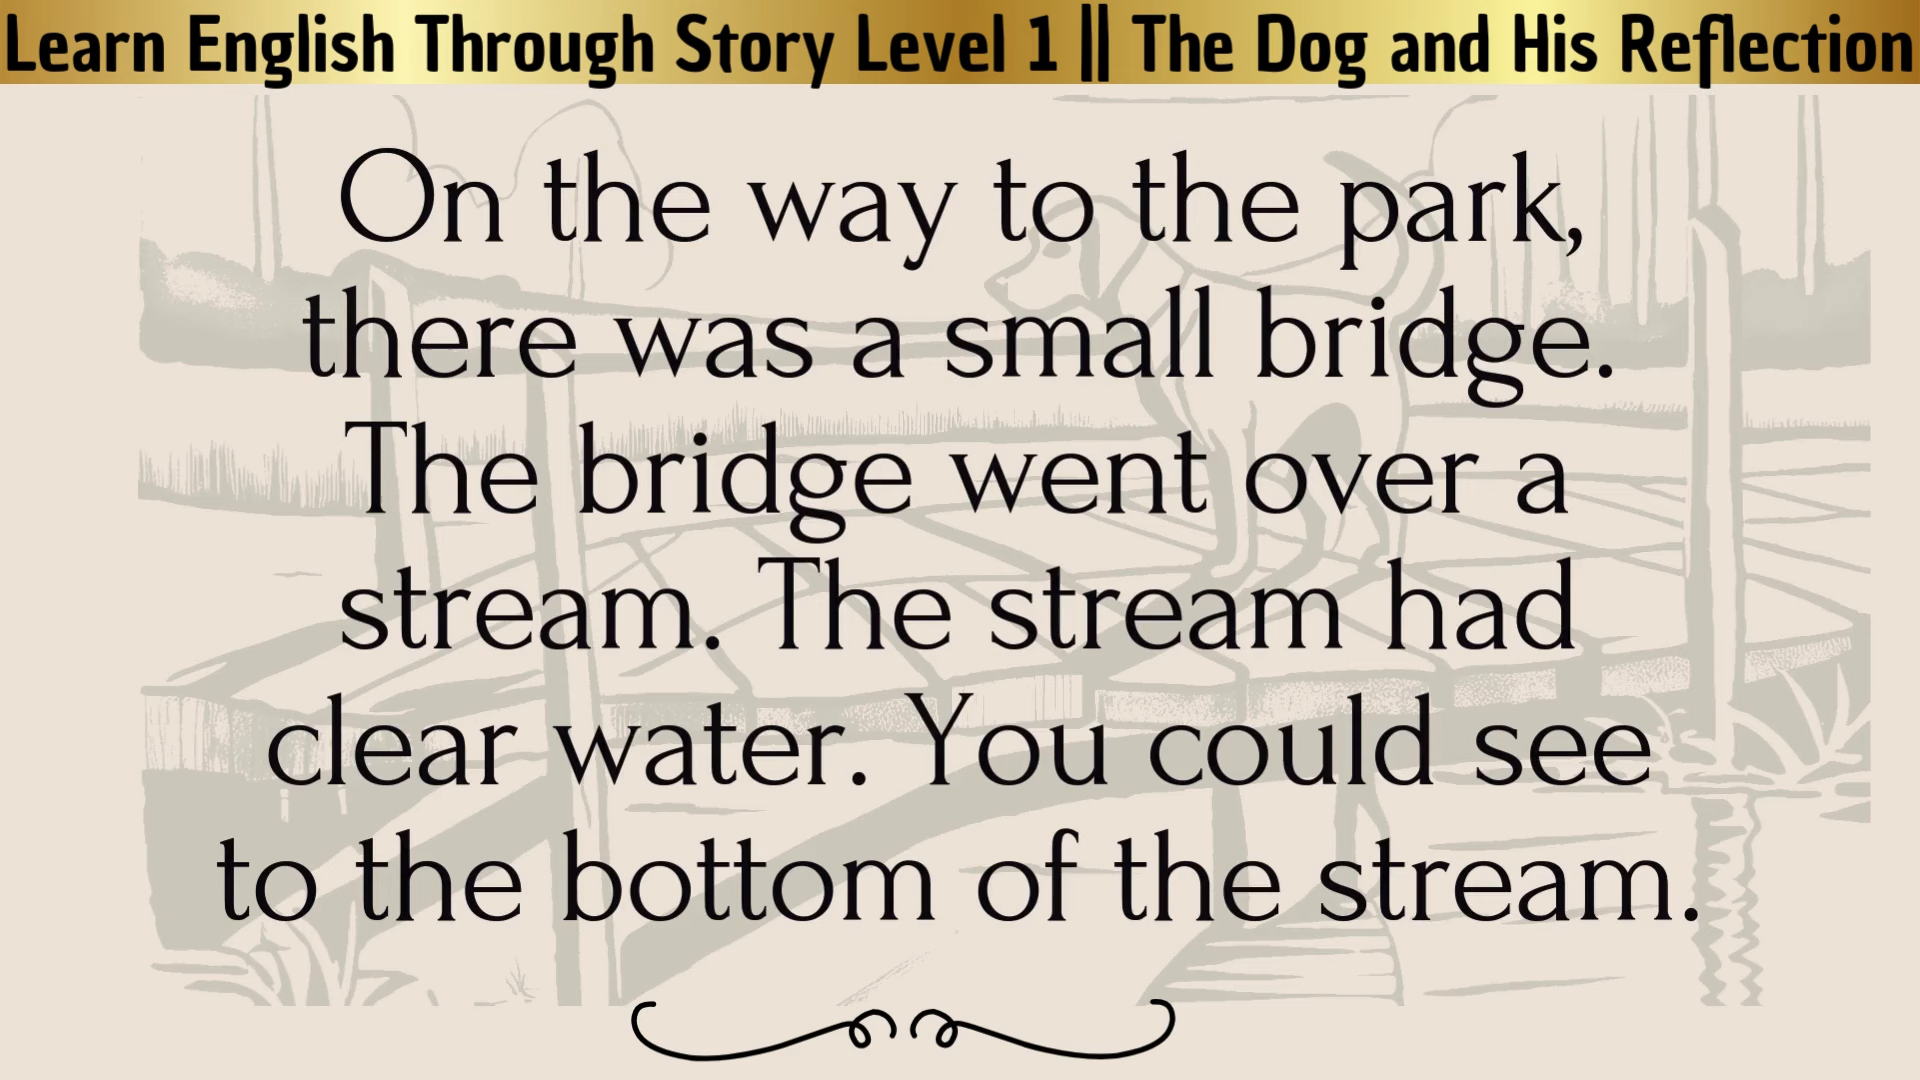 Learn English Through Story Level 1 || The Dog and His Reflection
On the way to the park,
there was a small bridge.
The bridge went over a
stream. The stream had
clear water. You could see
to the bottom of the stream.